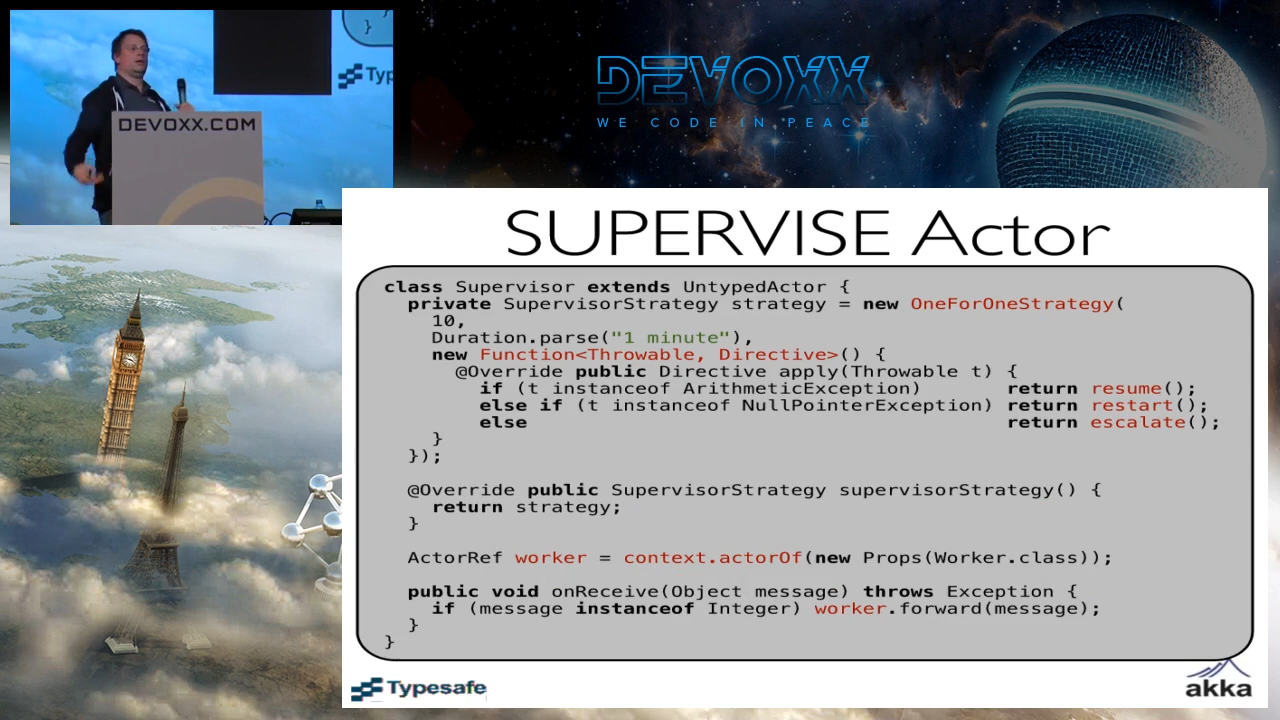 }
}
Typ
DEVOXX.COM
DEVOXX
WE CODE IN PEACE
SUPERVISE Actor
class Supervisor extends UntypedActor {
private SupervisorStrategy strategy = new OneForOneStrategy(
10,
Duration.parse("1 minute"),
new Function<Throwable, Directive>() {
@Override public Directive apply(Throwable t) {
if (t instanceof ArithmeticException) return resume();
else if (t instanceof NullPointerException) return restart();
else return escalate();
}
});
@Override public SupervisorStrategy supervisorStrategy() {
return strategy;
}
ActorRef worker = context.actorOf(new Props(Worker.class));
public void onReceive(Object message) throws Exception {
if (message instanceof Integer) worker.forward(message);
}
}
Typesafe
akka